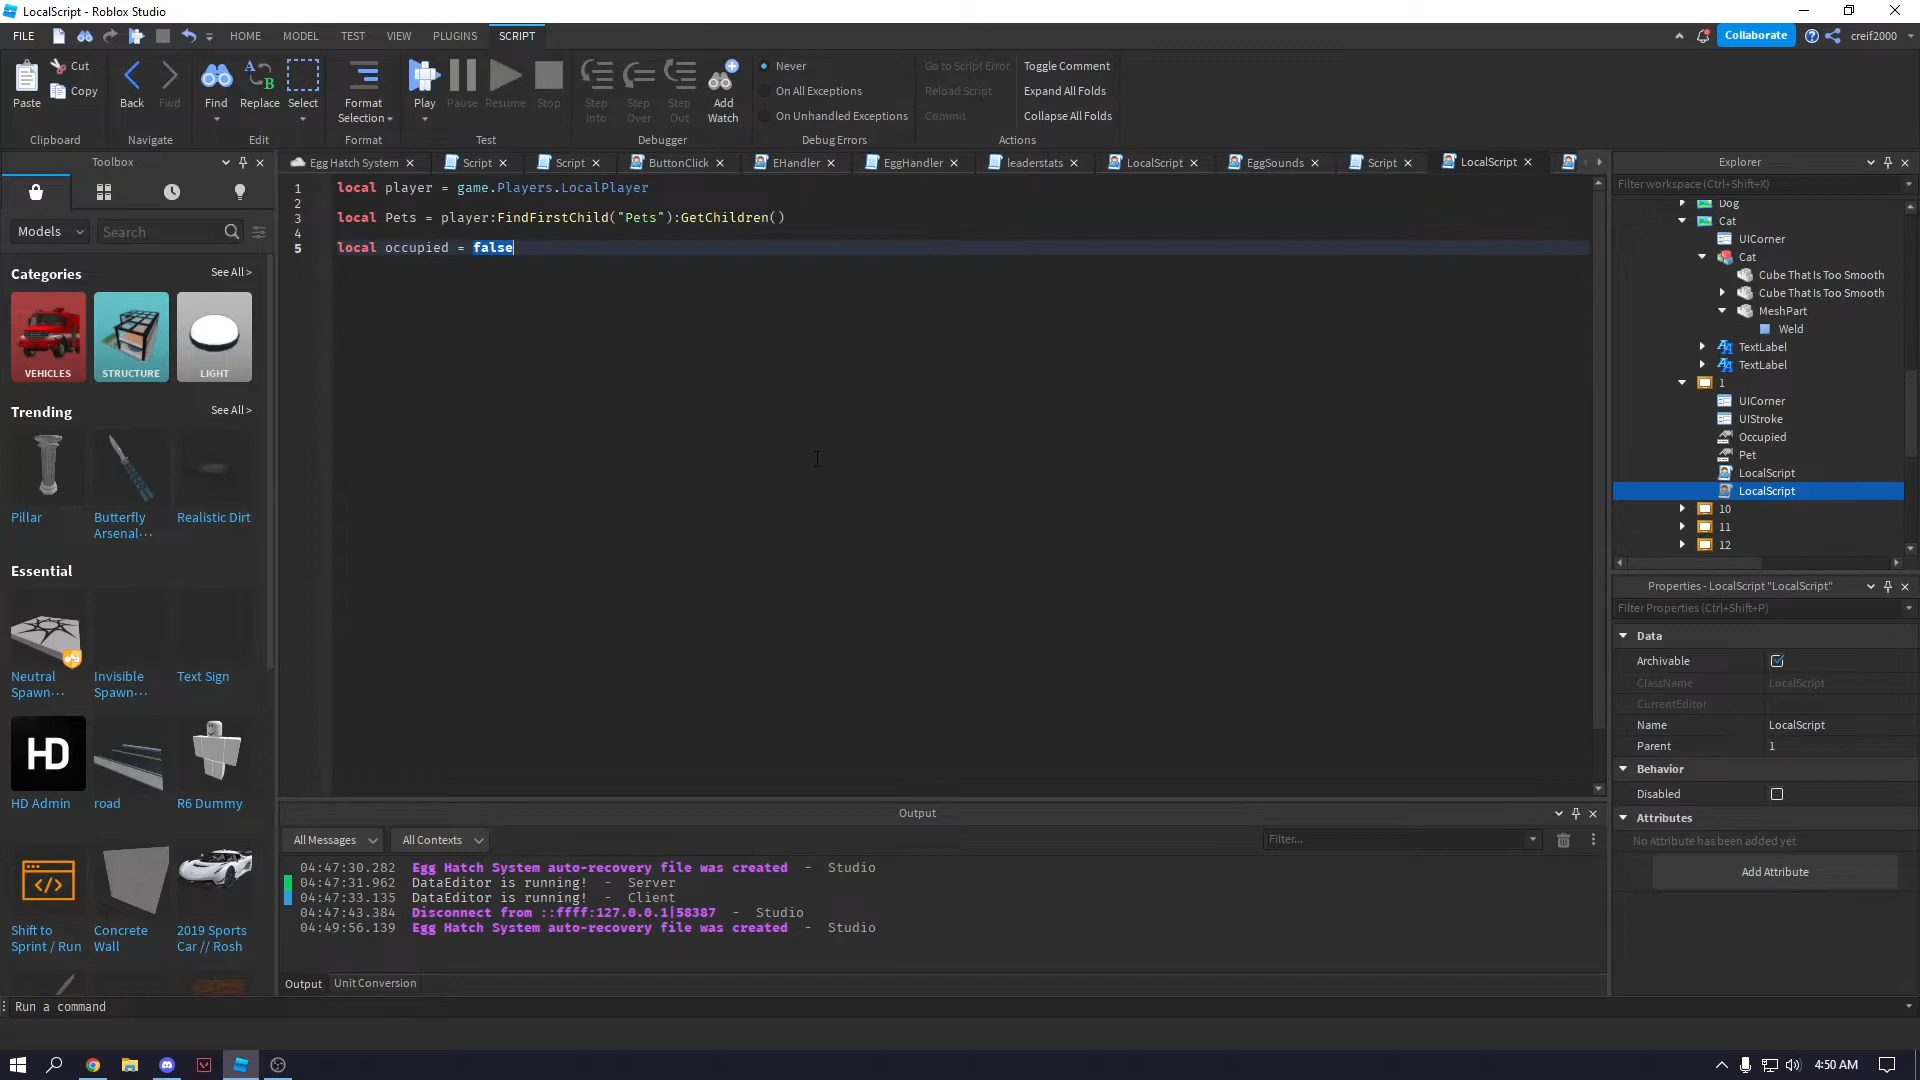 LocalScript - Roblox Studio
FILE HOME MODEL TEST VIEW PLUGINS SCRIPT
Collaborate creif2000
Paste Cut Copy Clipboard
Back Fwd Navigate
Find Replace Select Edit
Format Selection Format
Play Pause Resume Stop Test
Step Into Step Over Step Out Add Watch Debugger
Never
On All Exceptions
On Unhandled Exceptions
Debug Errors
Go to Script Error
Reload Script
Commit
Toggle Comment
Expand All Folds
Collapse All Folds
Actions
Toolbox
Egg Hatch System Script Script ButtonClick EHandler EggHandler leaderstats LocalScript EggSounds Script LocalScript
Models Search
Categories See All >
VEHICLES STRUCTURE LIGHT
Trending See All >
Pillar
Butterfly Arsenal...
Realistic Dirt
Essential See All >
Neutral Spawn...
Invisible Spawn...
Text Sign
HD
HD Admin road R6 Dummy
Shift to Sprint / Run
Concrete Wall
2019 Sports Car // Rosh
1 local player = game.Players.LocalPlayer
2
3 local Pets = player:FindFirstChild("Pets"):GetChildren()
4
5 local occupied = false
Output
All Messages All Contexts Filter...
04:47:30.282 Egg Hatch System auto-recovery file was created - Studio
04:47:31.962 DataEditor is running! - Server
04:47:33.135 DataEditor is running! - Client
04:47:43.384 Disconnect from ::ffff:127.0.0.1|58387 - Studio
04:49:56.139 Egg Hatch System auto-recovery file was created - Studio
Output Unit Conversion
Explorer
Filter workspace (Ctrl+Shift+X)
Dog
Cat
UICorner
Cat
Cube That Is Too Smooth
Cube That Is Too Smooth
MeshPart
Weld
TextLabel
TextLabel
1
UICorner
UIStroke
Occupied
Pet
LocalScript
LocalScript
10
11
12
Properties - LocalScript "LocalScript"
Filter Properties (Ctrl+Shift+P)
Data
Archivable
ClassName LocalScript
CurrentEditor
Name LocalScript
Parent 1
Behavior
Disabled
Attributes
No Attribute has been added yet
Add Attribute
Run a command
4:50 AM